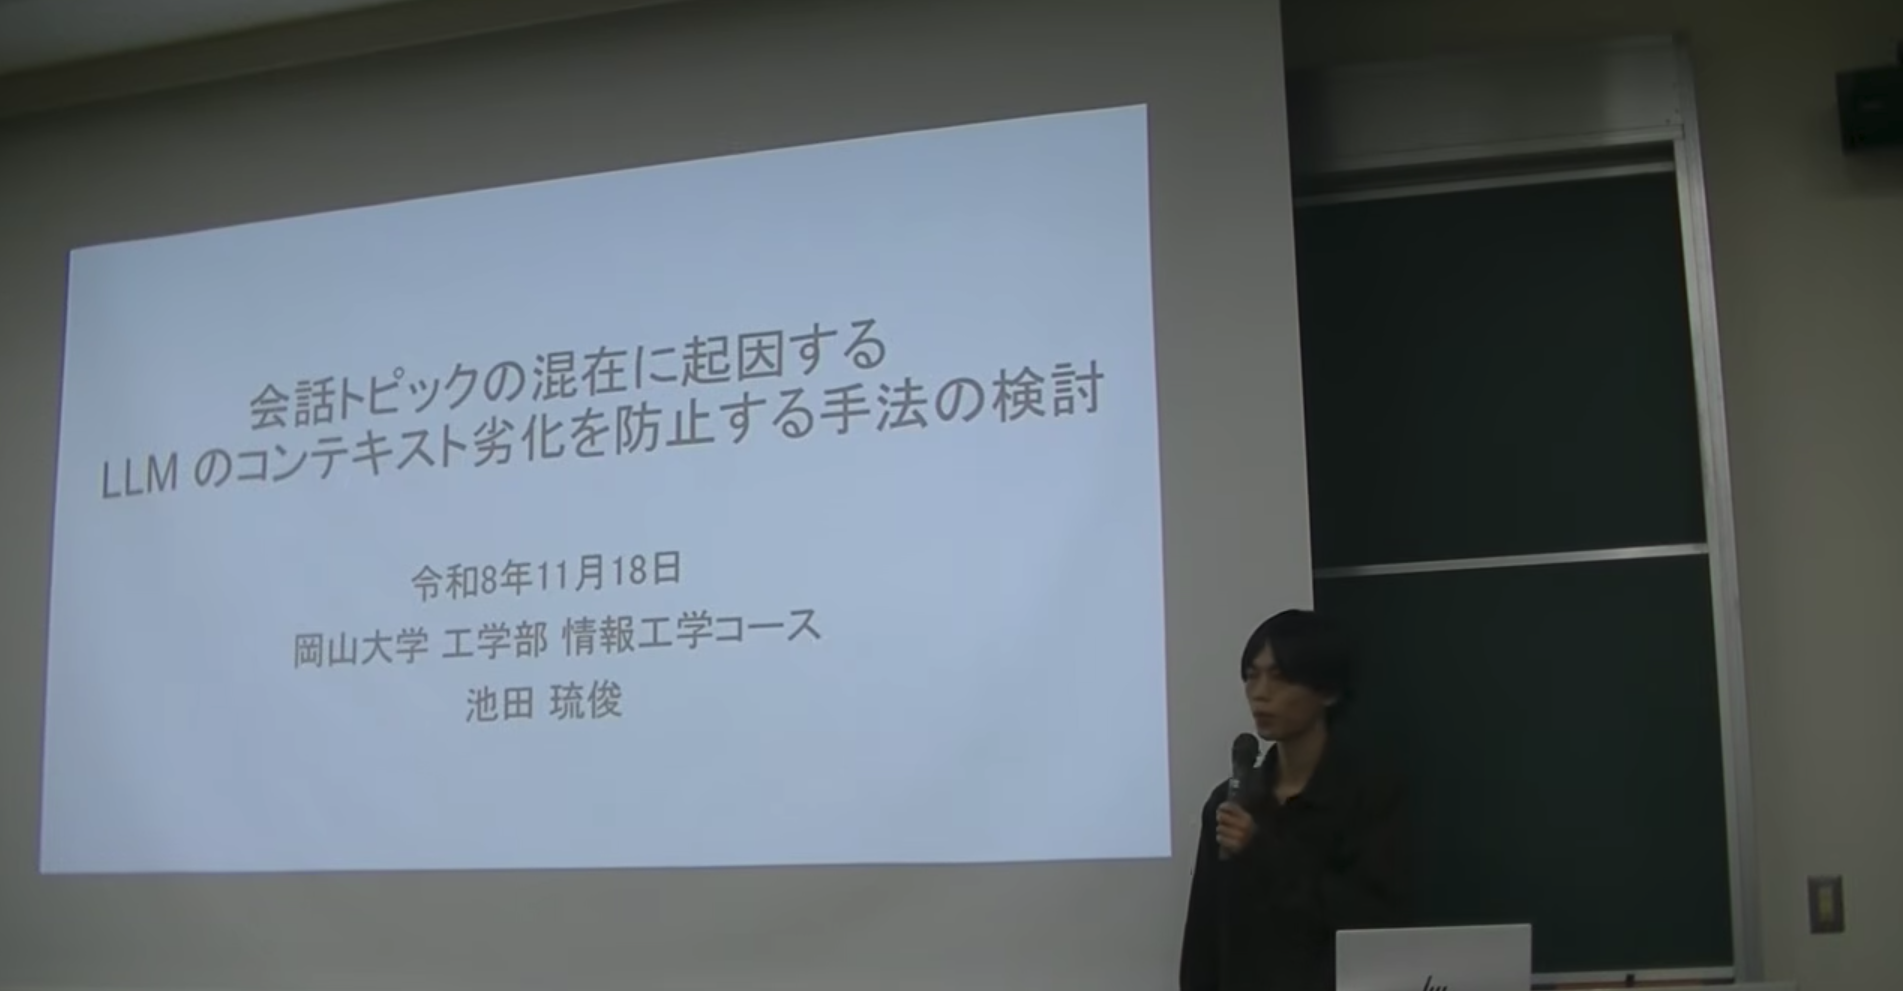 会話トピックの混在に起因する
LLM のコンテキスト劣化を防止する手法の検討
令和8年11月18日
岡山大学 工学部 情報工学コース
池田 琉俊
hp